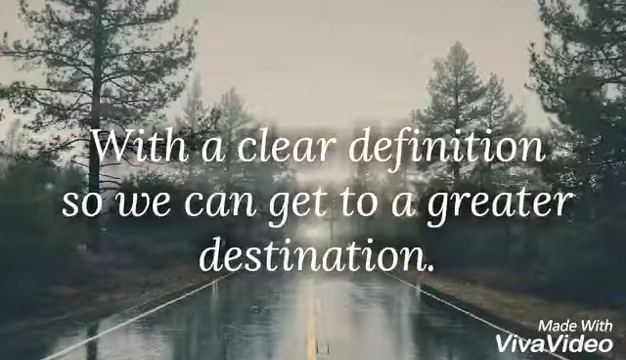 With a clear definition
so we can get to a greater
destination.
Made With
VivaVideo